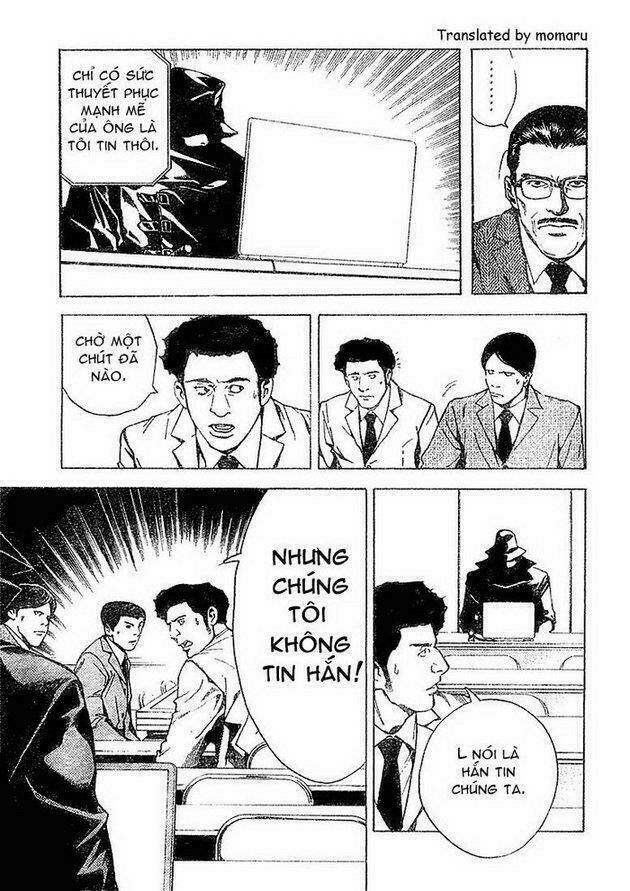 Translated by momaru
. . . . . . . .
CHỈ CÓ SỨC
THUYẾT PHỤC
MẠNH MẼ
CỦA ÔNG LÀ
TÔI TIN THÔI.
CHỜ MỘT
CHÚT ĐÃ
NÀO.
L NÓI LÀ
HẮN TIN
CHÚNG TA.
NHƯNG
CHÚNG
TÔI
KHÔNG
TIN HẮN!